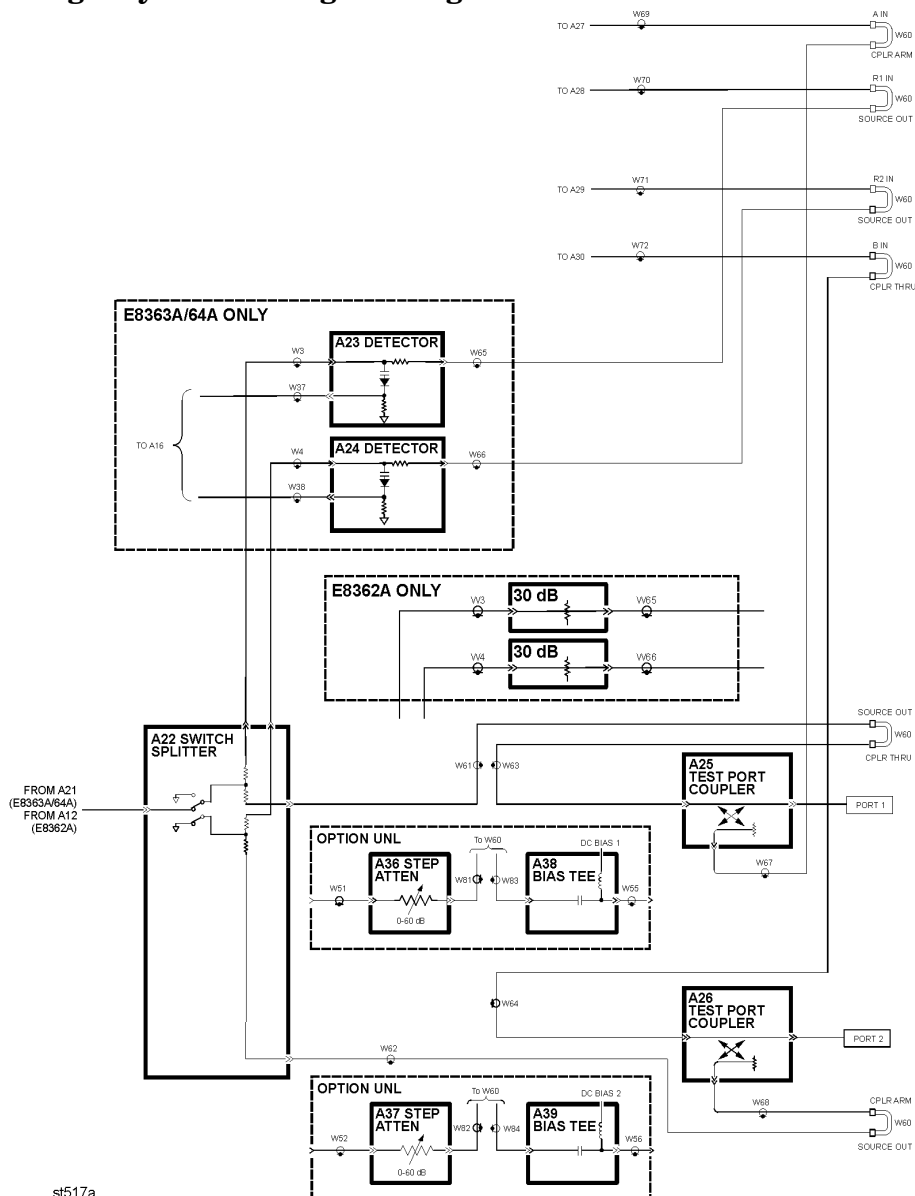 W69
A IN
TO A27
W60
CPLR ARM
W70
R1 IN
TO A28
W60
SOURCE OUT
W71
R2 IN
TO A29
W60
SOURCE OUT
W72
B IN
TO A30
W60
CPLR THRU
E8363A/64A ONLY
A23 DETECTOR
W3
W65
W37
TO A16
A24 DETECTOR
W4
W66
W38
E8362A ONLY
30 dB
W3
W65
30 dB
W4
W66
SOURCE OUT
W60
CPLR THRU
A22 SWITCH
SPLITTER
W61
W63
A25
TEST PORT
COUPLER
FROM A21
(E8363A/64A)
FROM A12
(E8362A)
PORT 1
OPTION UNL
To W60
DC BIAS 1
A36 STEP
ATTEN
A38
BIAS TEE
W67
W51
W81
W83
W55
0-60 dB
W64
A26
TEST PORT
COUPLER
PORT 2
W62
OPTION UNL
To W60
DC BIAS 2
W68
CPLR ARM
W60
SOURCE OUT
A37 STEP
ATTEN
A39
BIAS TEE
W52
W82
W84
W56
0-60 dB
st517a